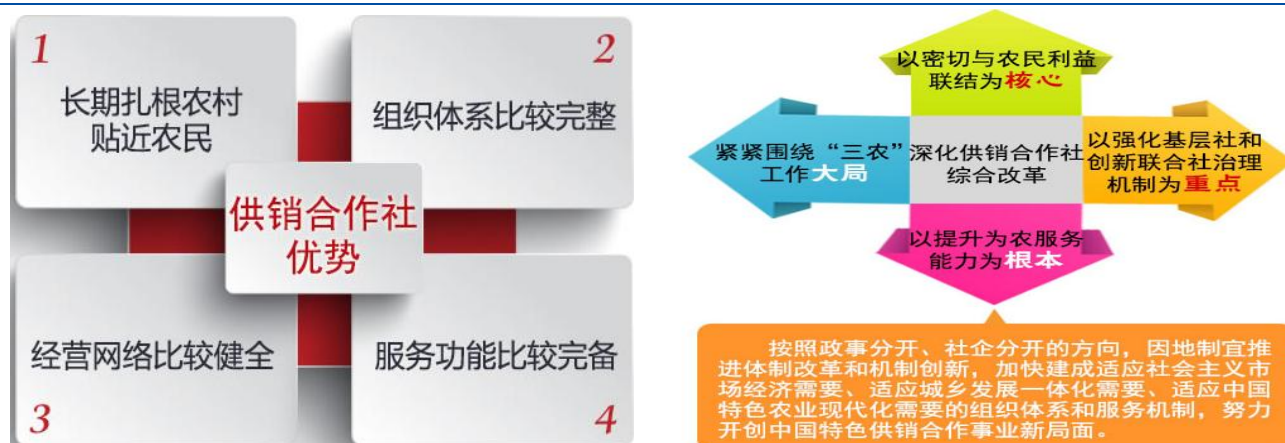 1
长期扎根农村
贴近农民
2
组织体系比较完整
供销合作社
优势
经营网络比较健全
3
服务功能比较完备
4
以密切与农民利益
联结为核心
紧紧围绕“三农”
工作大局
深化供销合作社
综合改革
以强化基层社和
创新联合社治理
机制为重点
以提升为农服务
能力为根本
按照政事分开、社企分开的方向，因地制宜推
进体制改革和机制创新，加快建成适应社会主义市
场经济需要、适应城乡发展一体化需要、适应中国
特色农业现代化需要的组织体系和服务机制，努力
开创中国特色供销合作事业新局面。